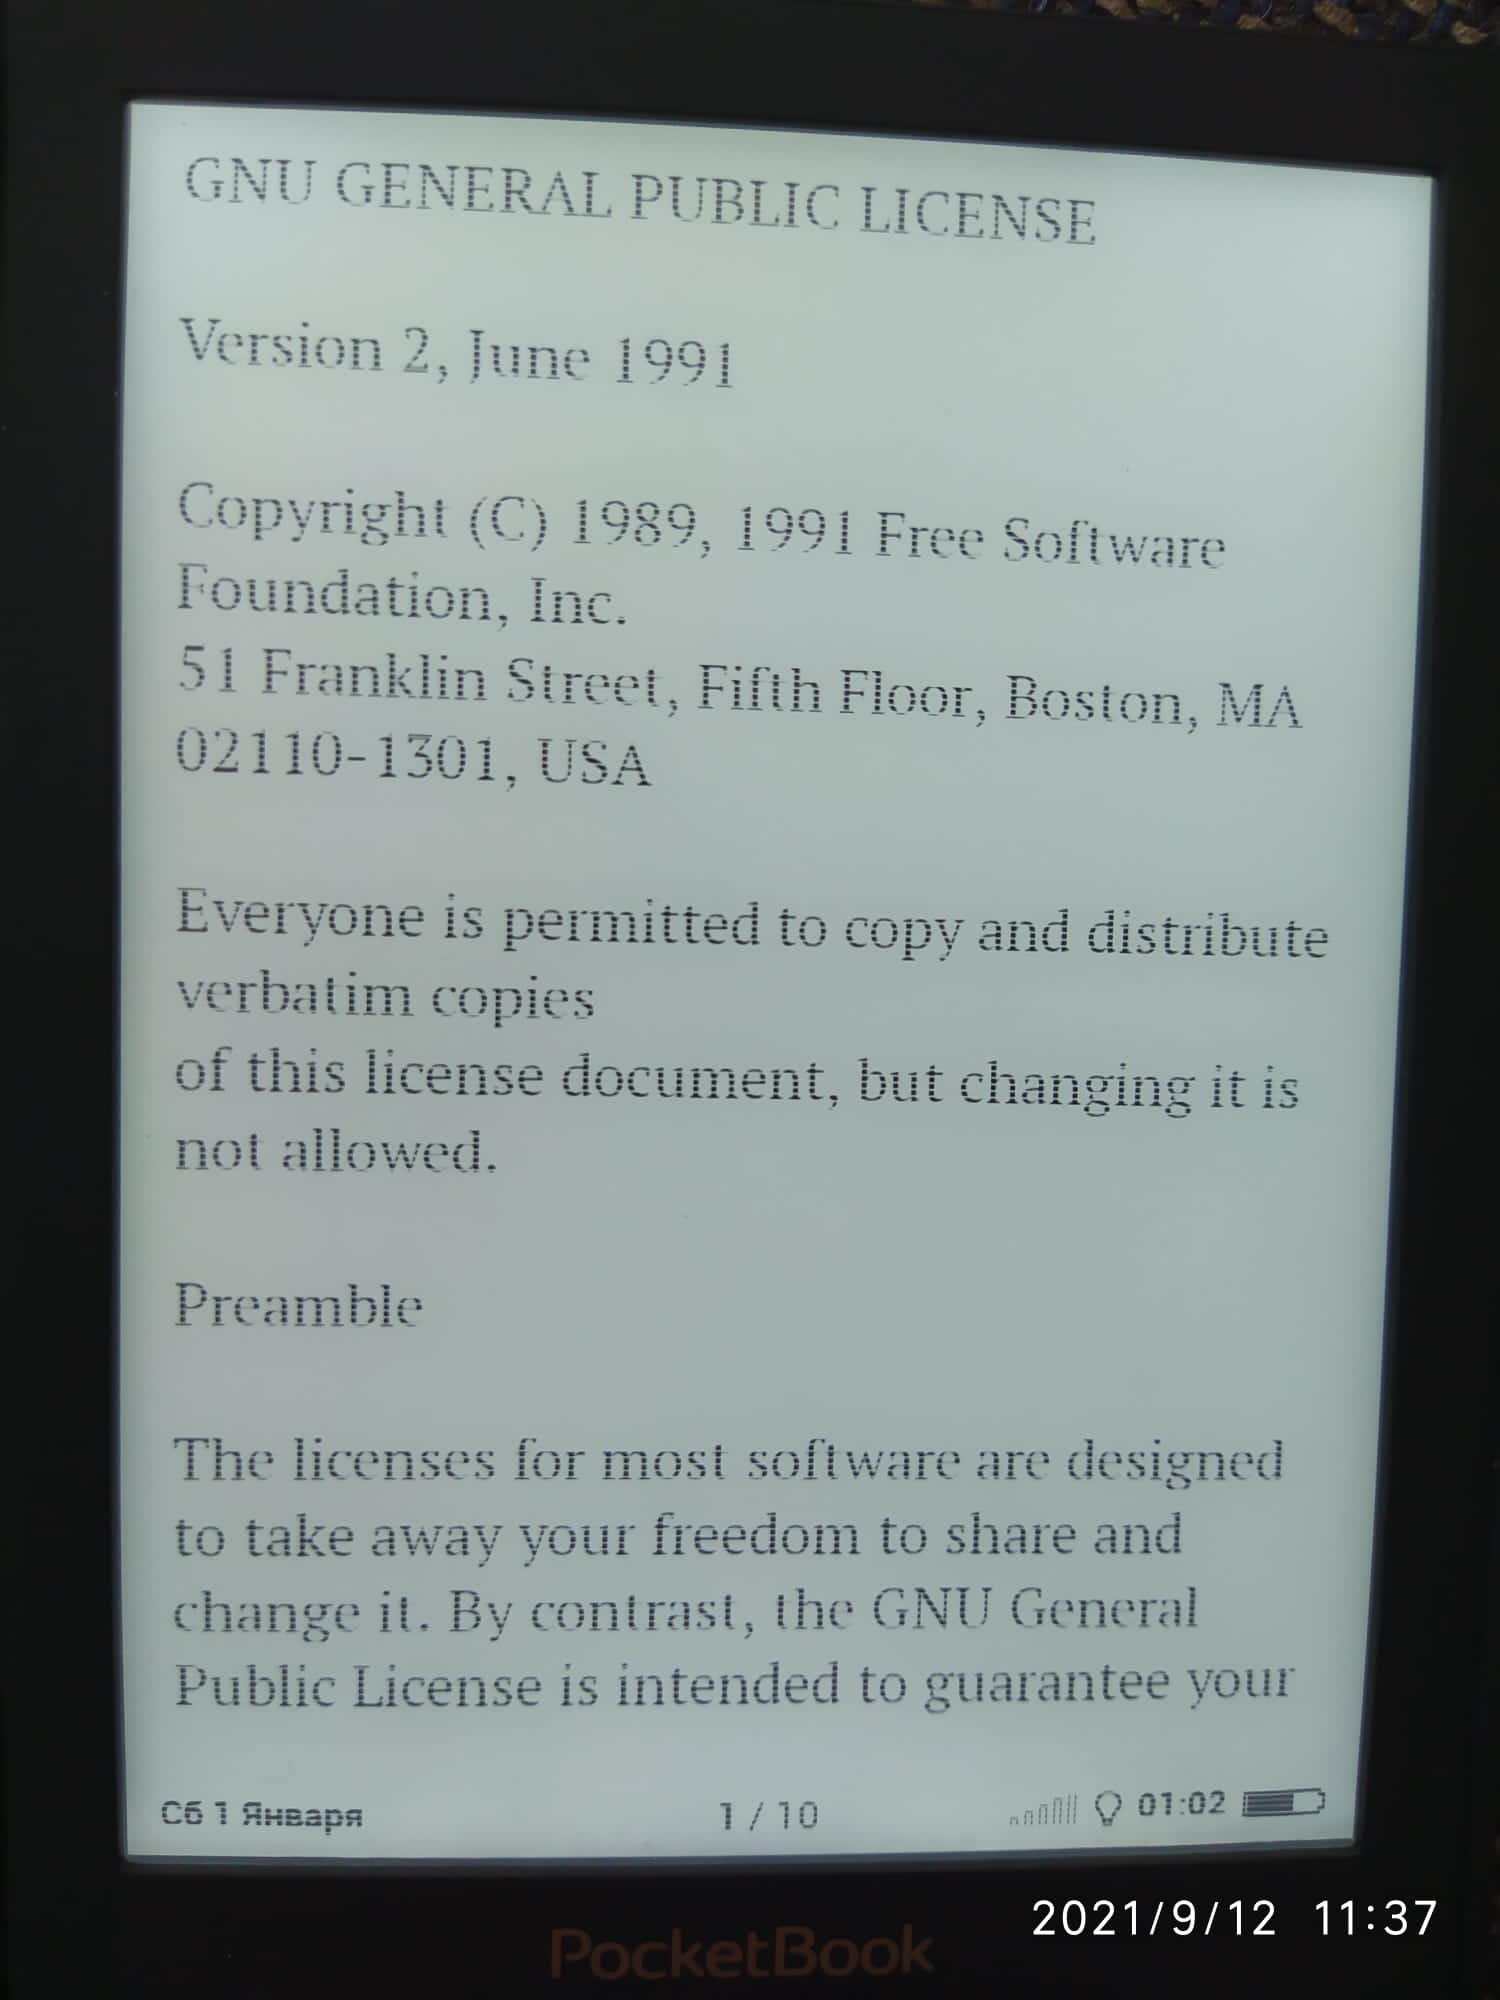 GNU GENERAL PUBLIC LICENSE
Version 2, June 1991
Copyright (C) 1989, 1991 Free Software
Foundation, Inc.
51 Franklin Street, Fifth Floor, Boston, MA
02110-1301, USA
Everyone is permitted to copy and distribute
verbatim copies
of this license document, but changing it is
not allowed.
Preamble
The licenses for most software are designed
to take away your freedom to share and
change it. By contrast, the GNU General
Public License is intended to guarantee your
Сб 1 Января 1 / 10 01:02
2021/9/12 11:37
PocketBook